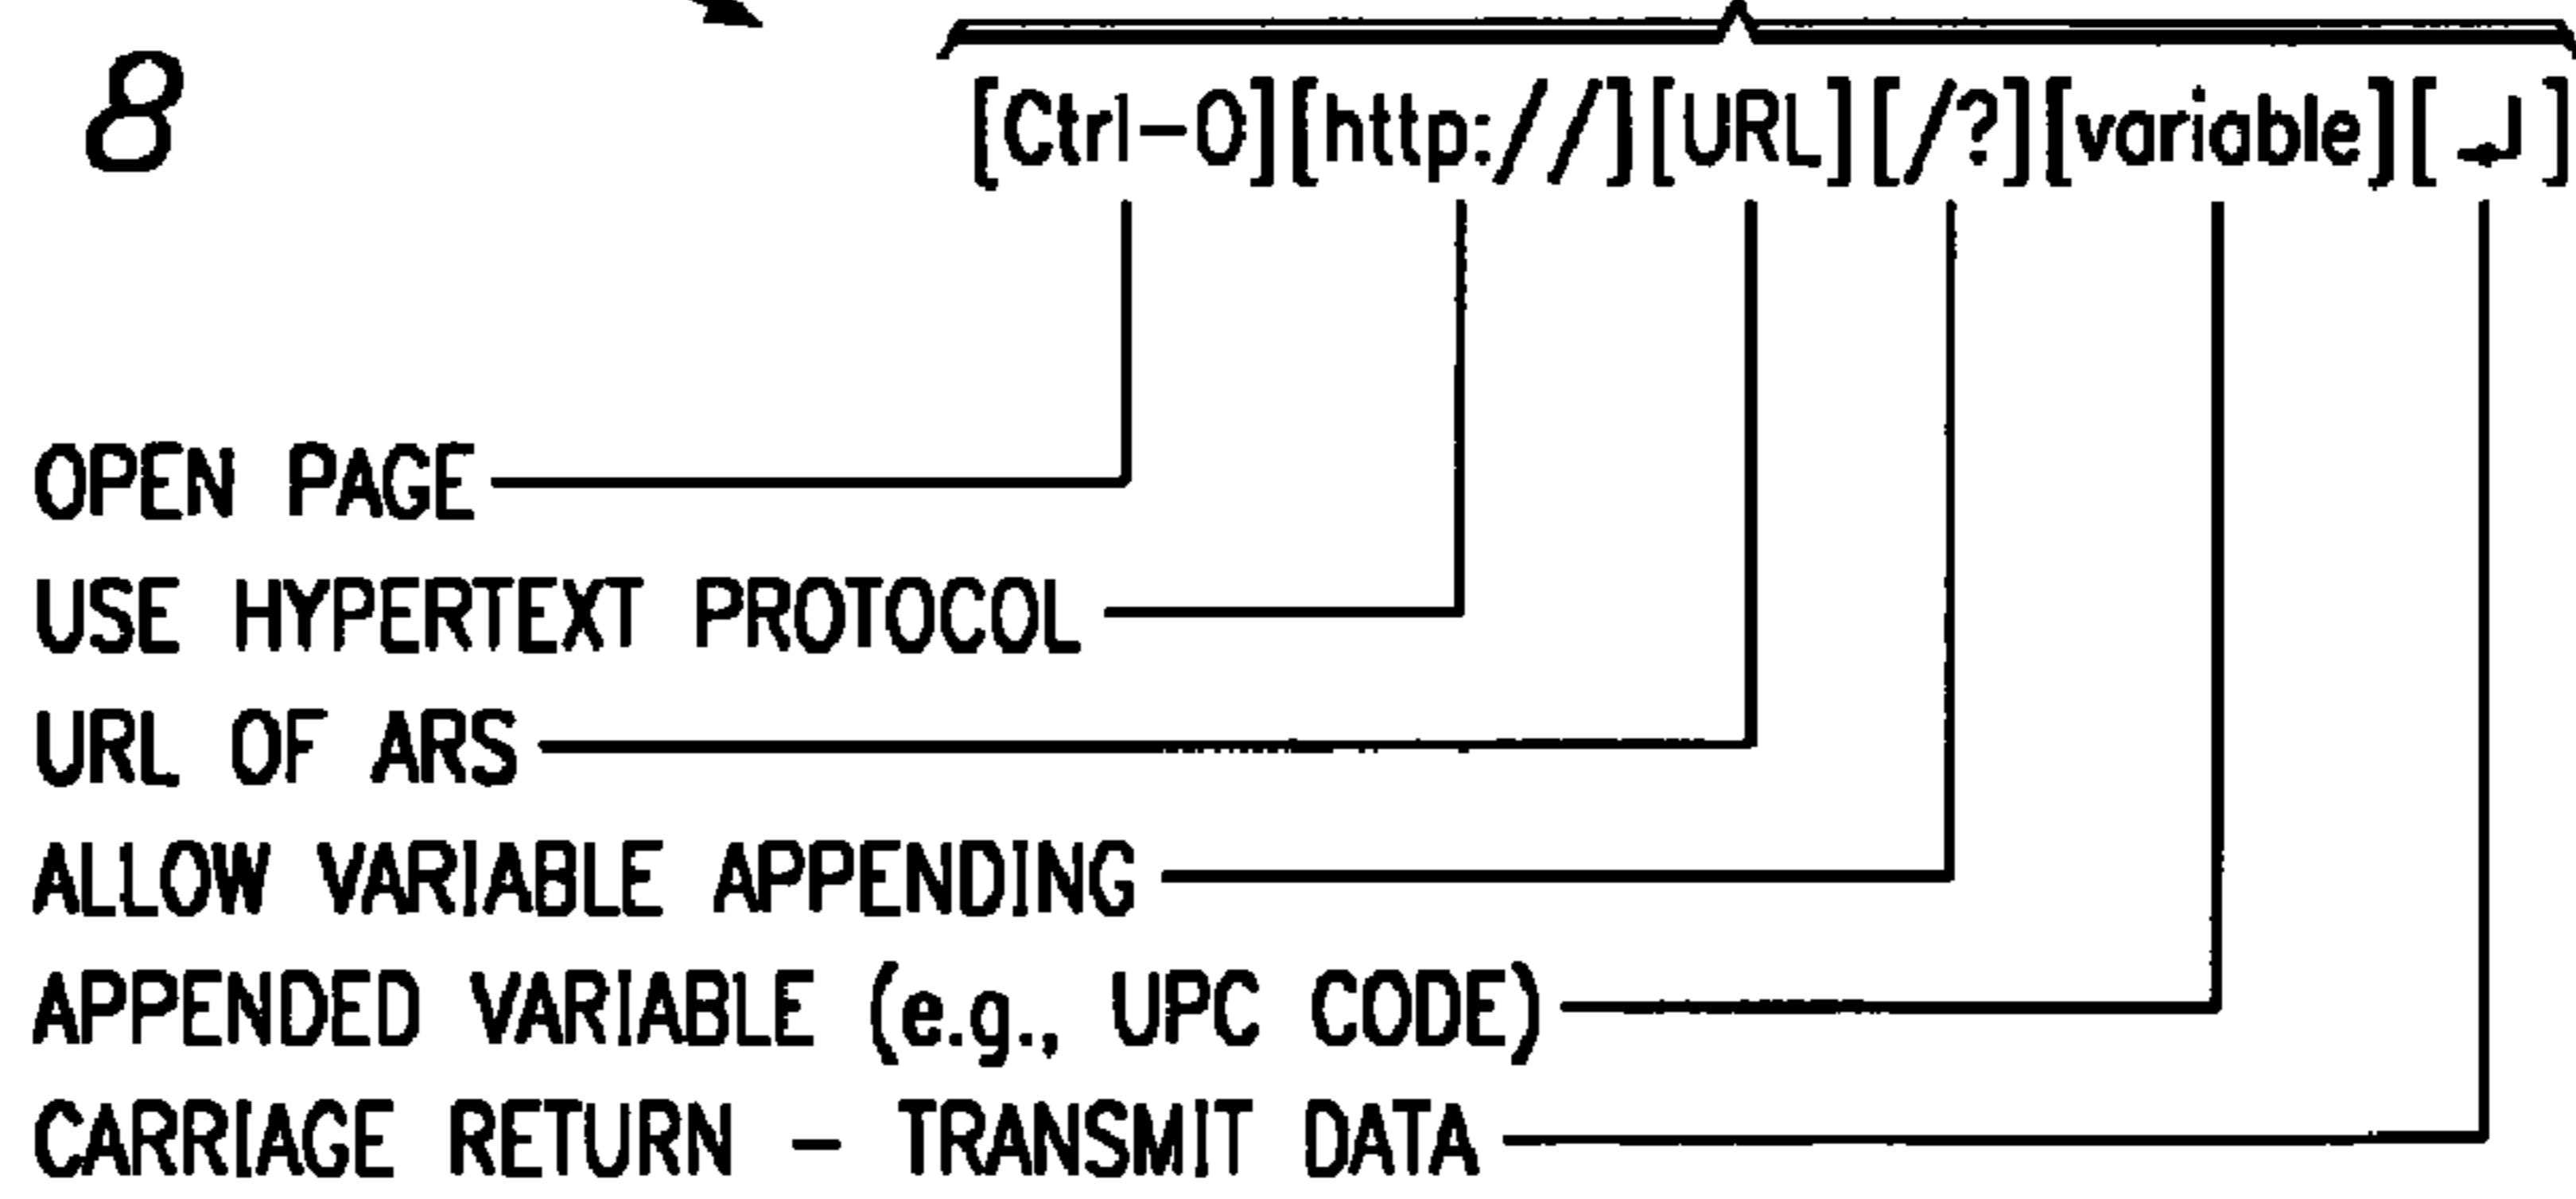 8
[Ctrl-O][http://][URL][/?][variable][↵]
OPEN PAGE
USE HYPERTEXT PROTOCOL
URL OF ARS
ALLOW VARIABLE APPENDING
APPENDED VARIABLE (e.g., UPC CODE)
CARRIAGE RETURN – TRANSMIT DATA